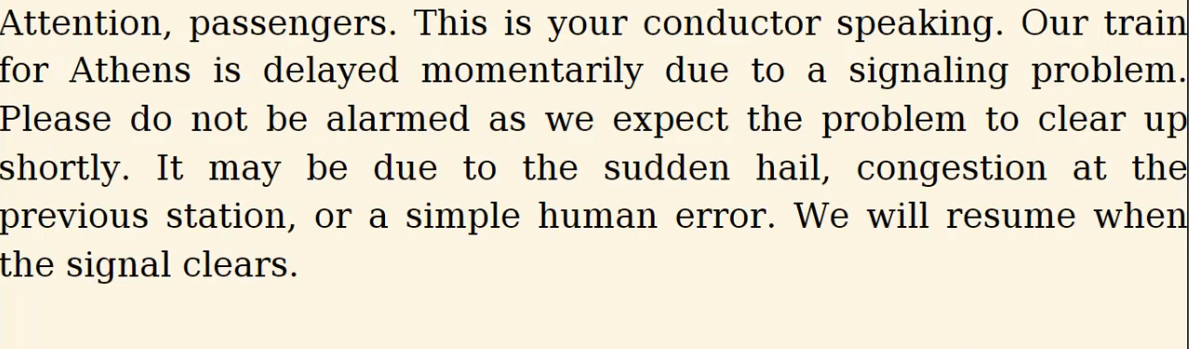 Attention, passengers. This is your conductor speaking. Our train
for Athens is delayed momentarily due to a signaling problem.
Please do not be alarmed as we expect the problem to clear up
shortly. It may be due to the sudden hail, congestion at the
previous station, or a simple human error. We will resume when
the signal clears.